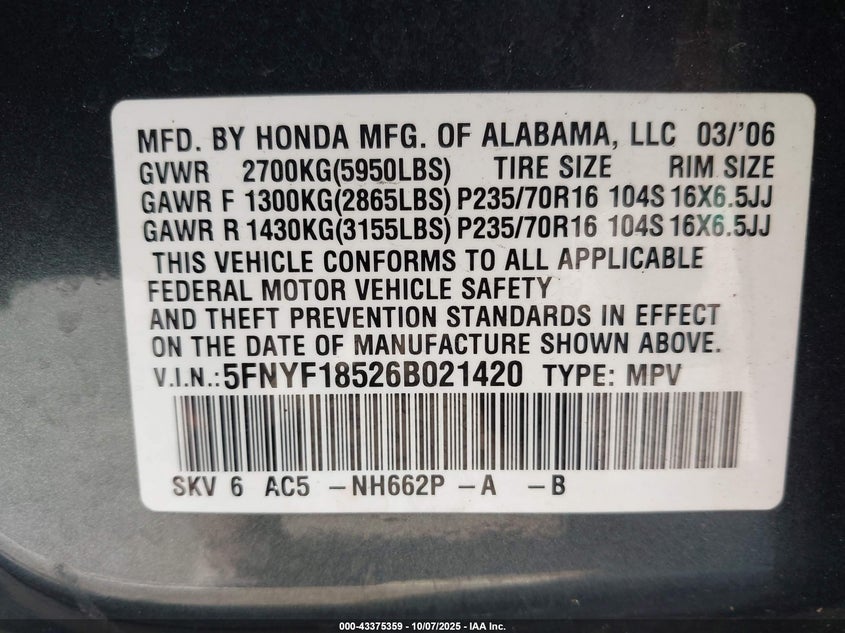 MFD. BY HONDA MFG. OF ALABAMA, LLC 03/'06
GVWR 2700KG(5950LBS) TIRE SIZE RIM SIZE
GAWR F 1300KG(2865LBS) P235/70R16 104S 16X6.5JJ
GAWR R 1430KG(3155LBS) P235/70R16 104S 16X6.5JJ
THIS VEHICLE CONFORMS TO ALL APPLICABLE
FEDERAL MOTOR VEHICLE SAFETY
AND THEFT PREVENTION STANDARDS IN EFFECT
ON THE DATE OF MANUFACTURE SHOWN ABOVE.
V.I.N.:5FNYF18526B021420 TYPE: MPV
SKV 6 AC5 -NH662P -A -B
000-43375359 - 10/07/2025 - IAA Inc.